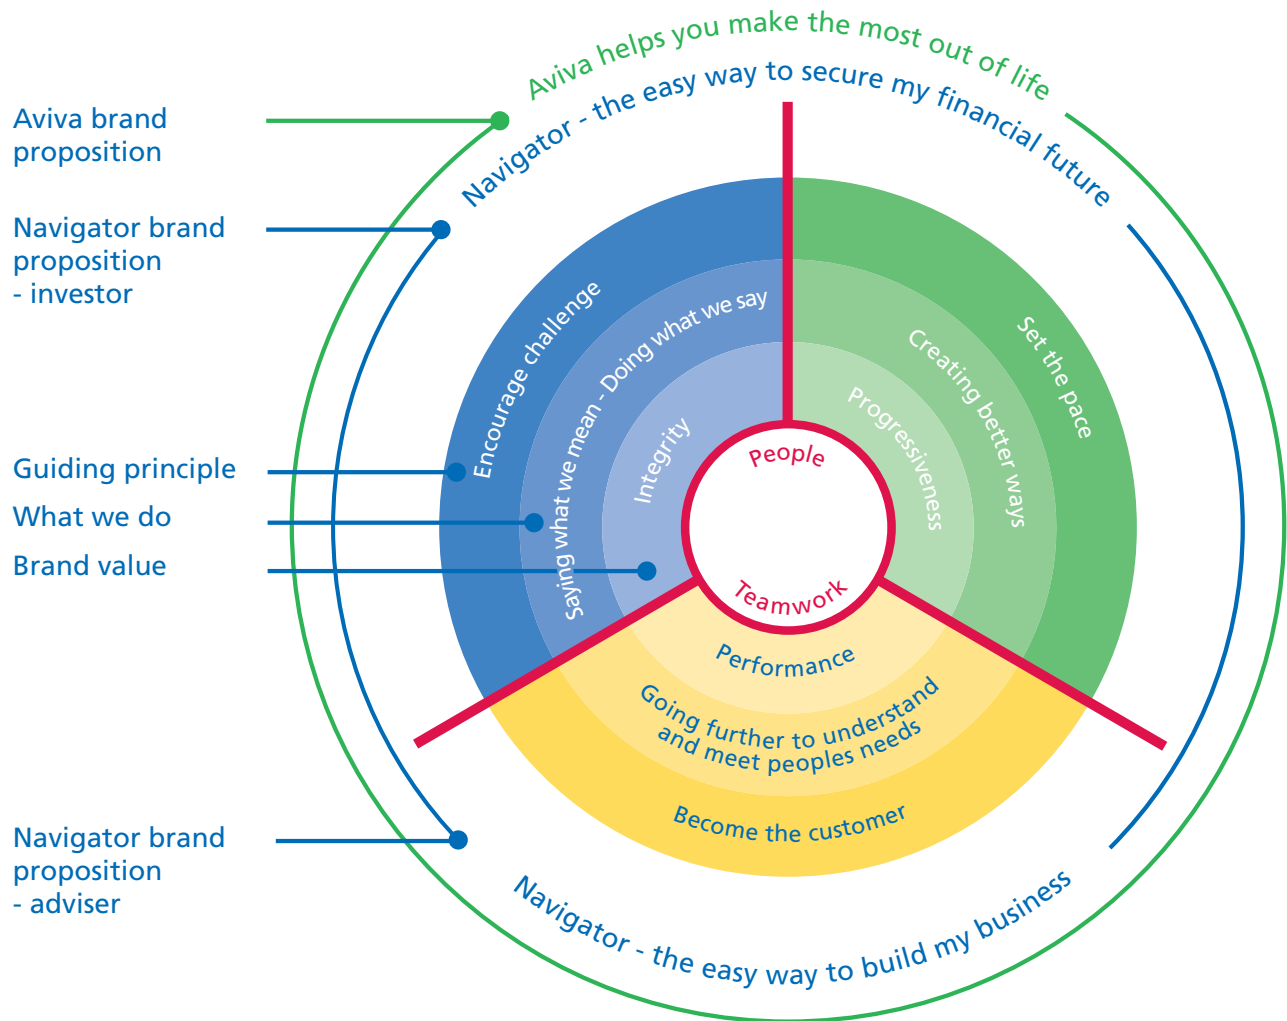 Aviva helps you make the most out of life
Navigator - the easy way to secure my financial future
Aviva brand
proposition
Navigator brand
proposition
- investor
Guiding principle
What we do
Brand value
Navigator brand
proposition
- adviser
Encourage challenge
Saying what we mean - Doing what we say
Integrity
Set the pace
Creating better ways
Progressiveness
People
Teamwork
Performance
Going further to understand
and meet peoples needs
Become the customer
Navigator - the easy way to build my business